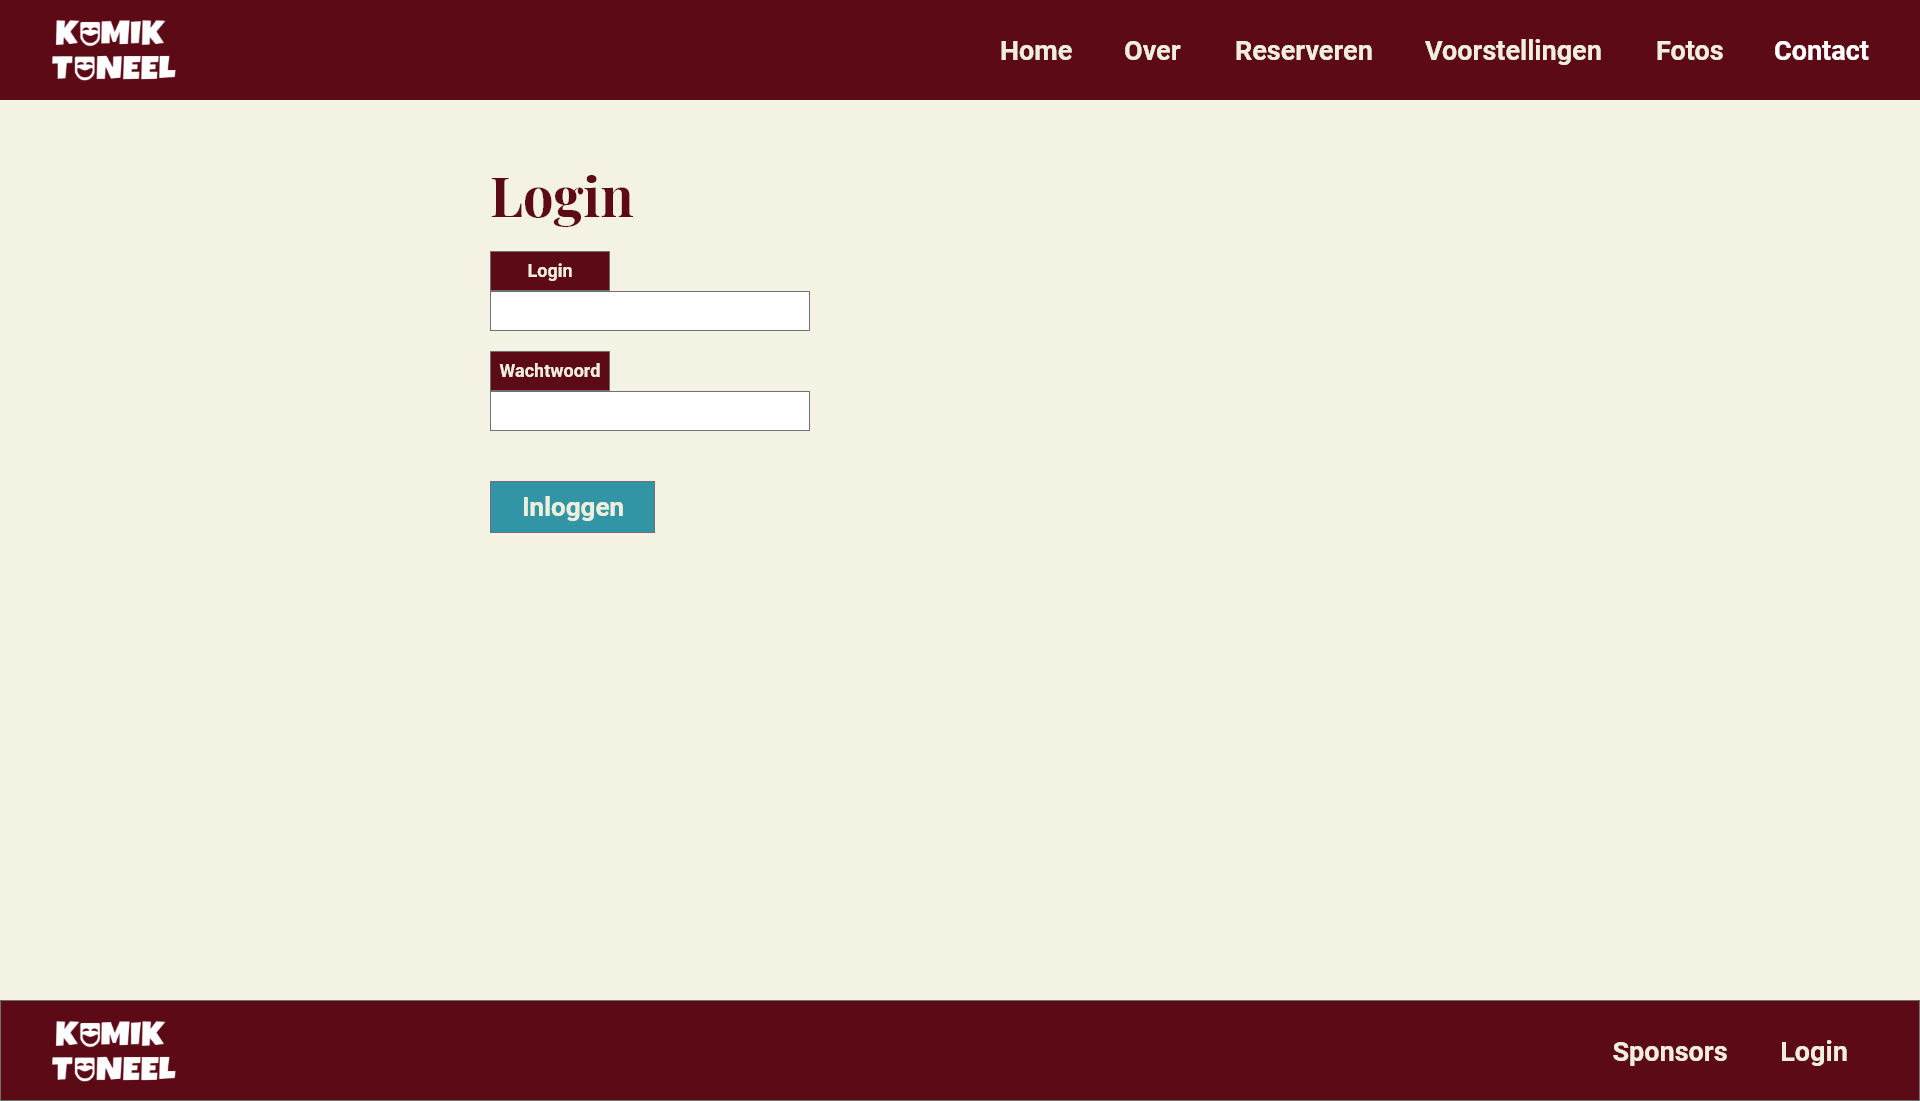 KOMIK
TONEEL
Home Over Reserveren Voorstellingen Fotos Contact
Login
Login
Wachtwoord
Inloggen
KOMIK
TONEEL
Sponsors Login